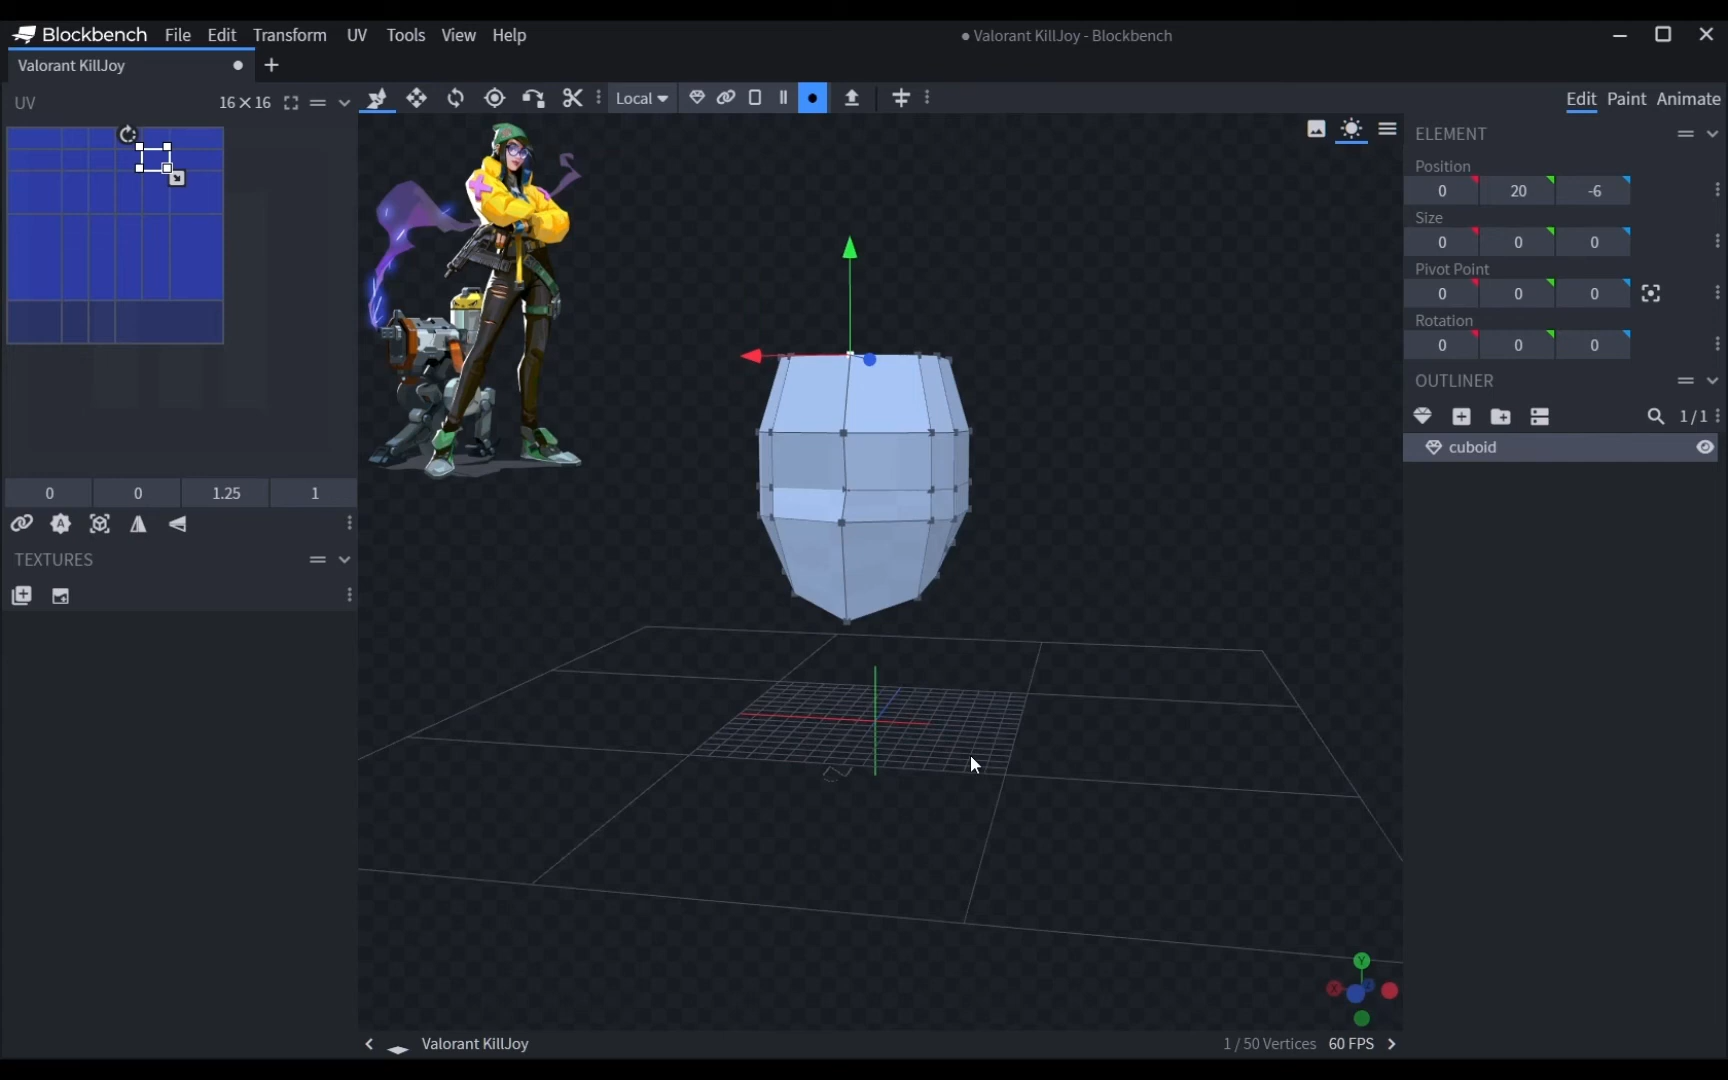 Blockbench File Edit Transform UV Tools View Help
● Valorant KillJoy - Blockbench
Valorant KillJoy
UV 16×16
Local
Edit Paint Animate
ELEMENT
Position
0 20 -6
Size
0 0 0
Pivot Point
0 0 0
Rotation
0 0 0
OUTLINER
1/1
cuboid
0 0 1.25 1
TEXTURES
Y
X
Z
Valorant KillJoy
1 / 50 Vertices 60 FPS